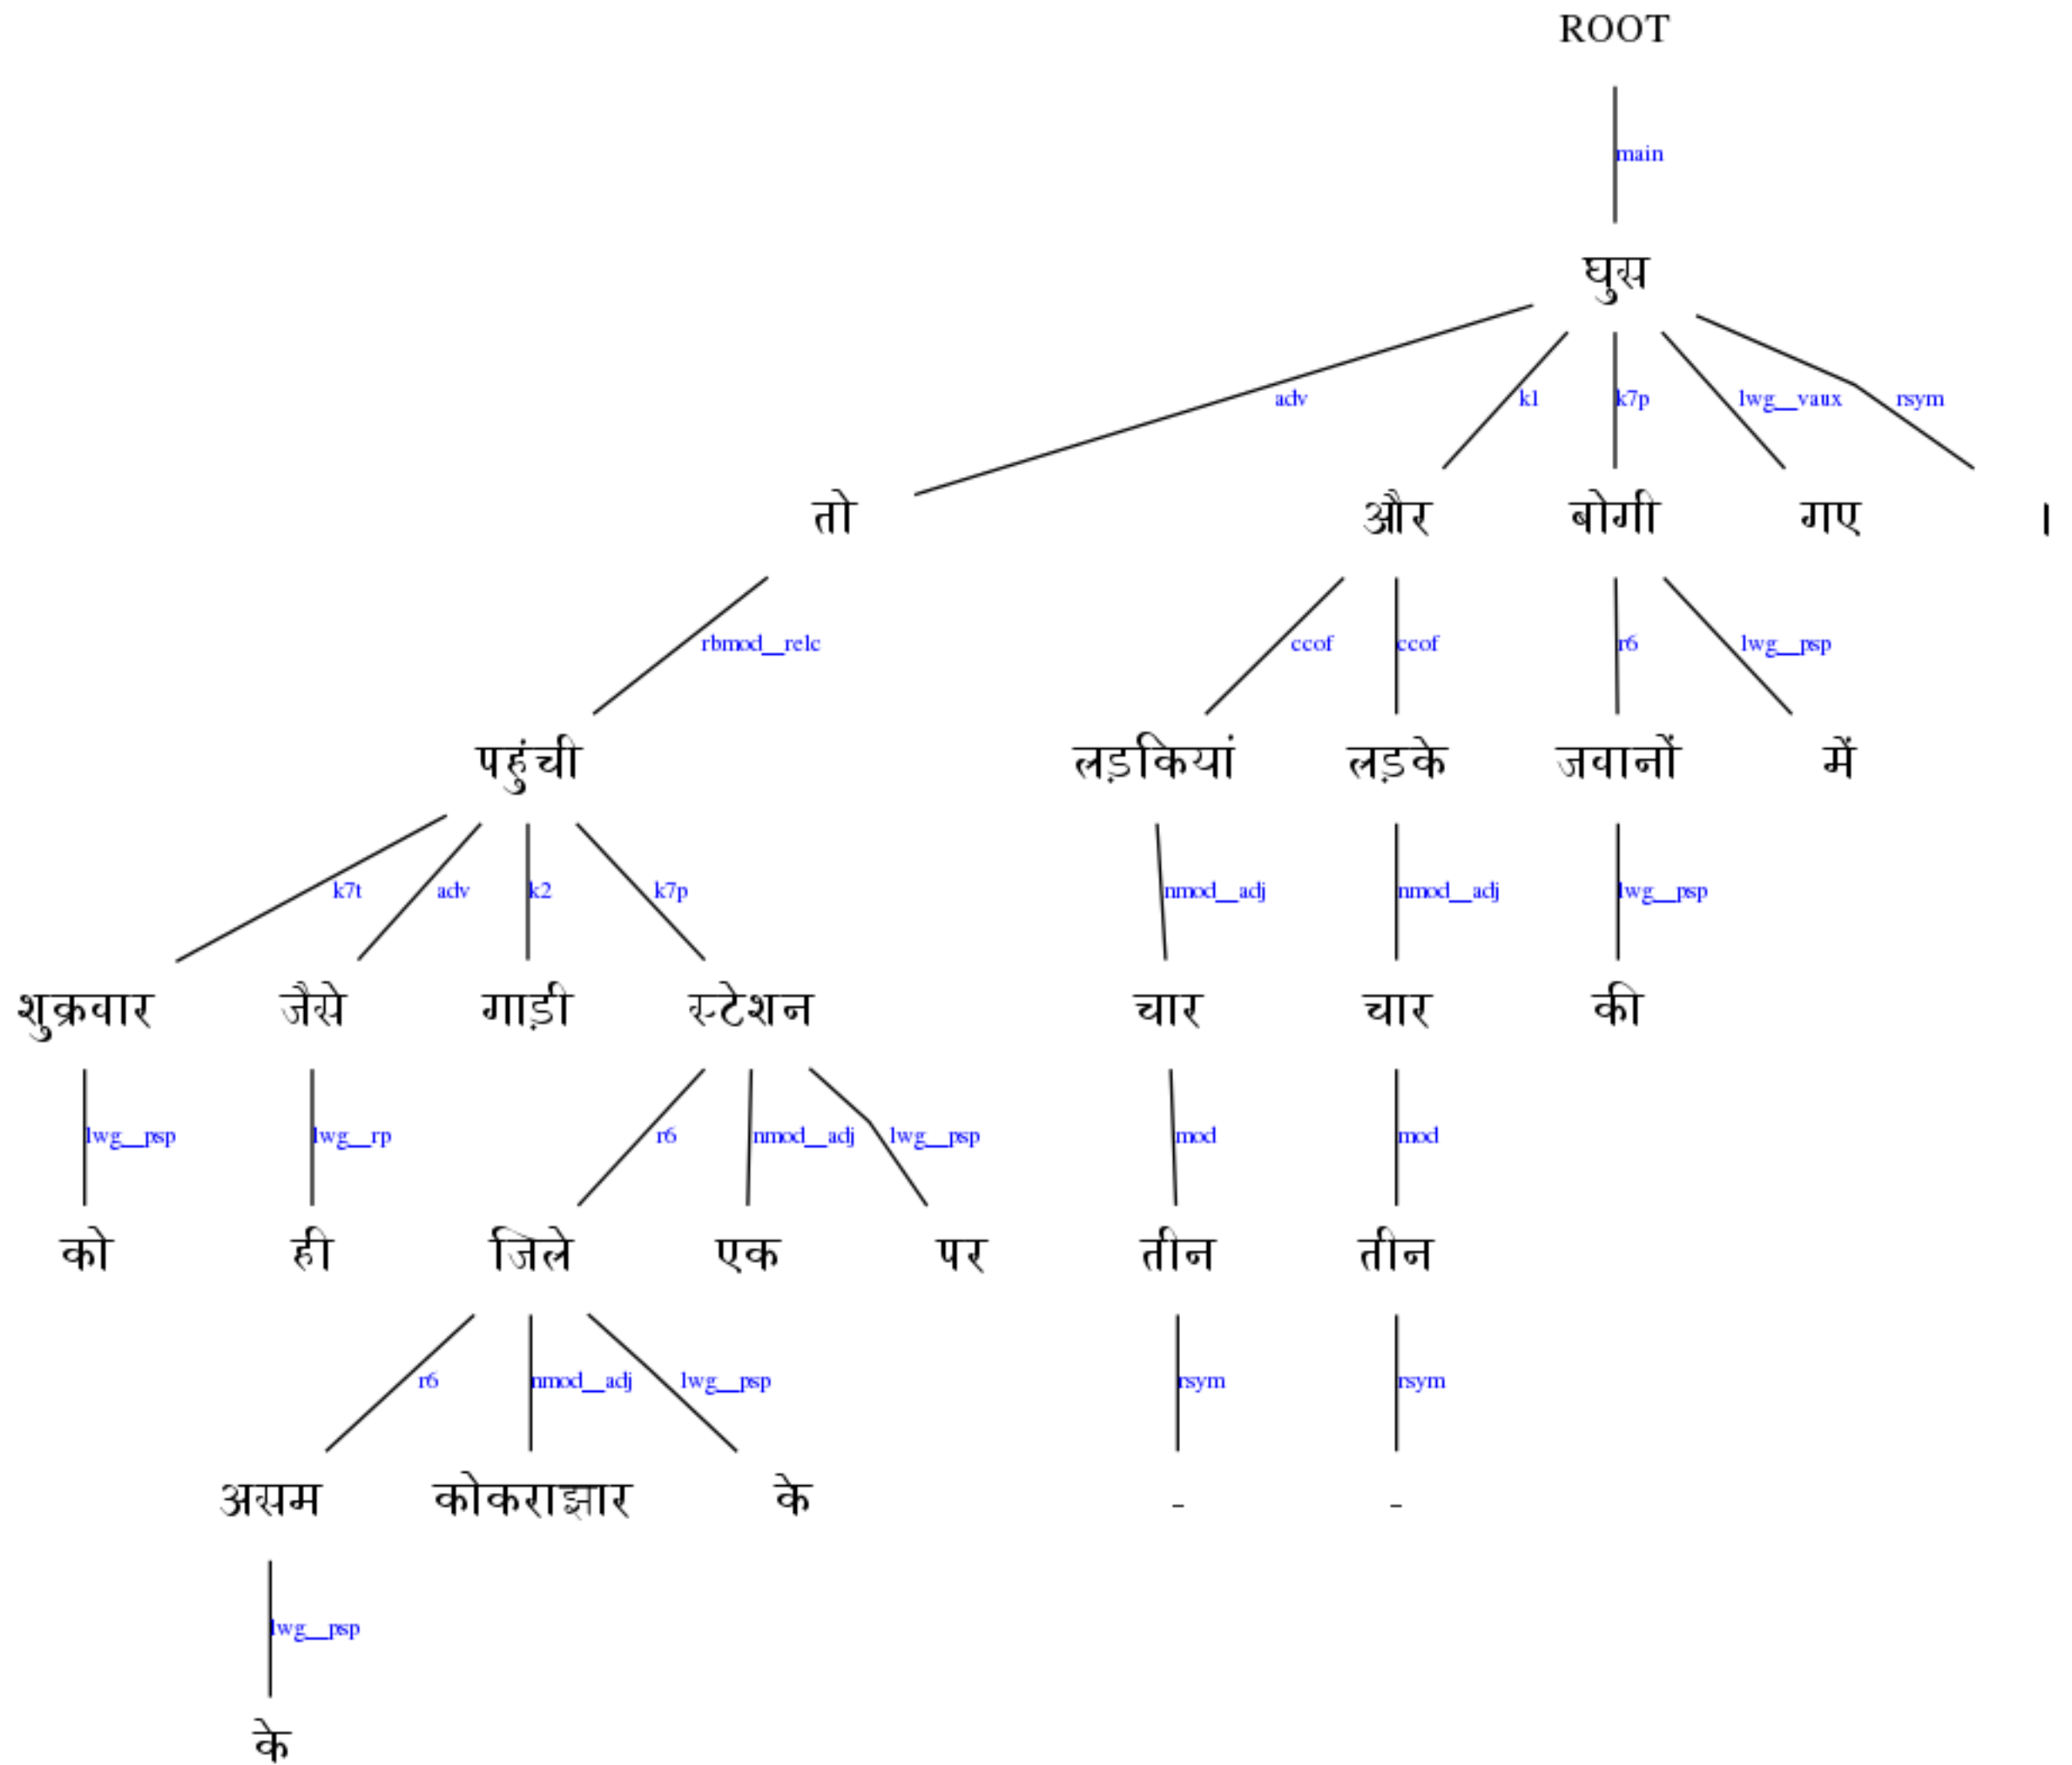 ROOT
main
घुस
adv k1 k7p lwg__vaux rsym
तो और बोगी गए ।
rbmod__relc ccof ccof r6 lwg__psp
पहुंची लड़कियां लड़के जवानों में
k7t adv k2 k7p nmod__adj nmod__adj lwg__psp
शुक्रवार जैसे गाड़ी स्टेशन चार चार की
lwg__psp lwg__rp r6 nmod__adj lwg__psp mod mod
को ही जिले एक पर तीन तीन
r6 nmod__adj lwg__psp rsym rsym
असम कोकराझार के - -
lwg__psp
के